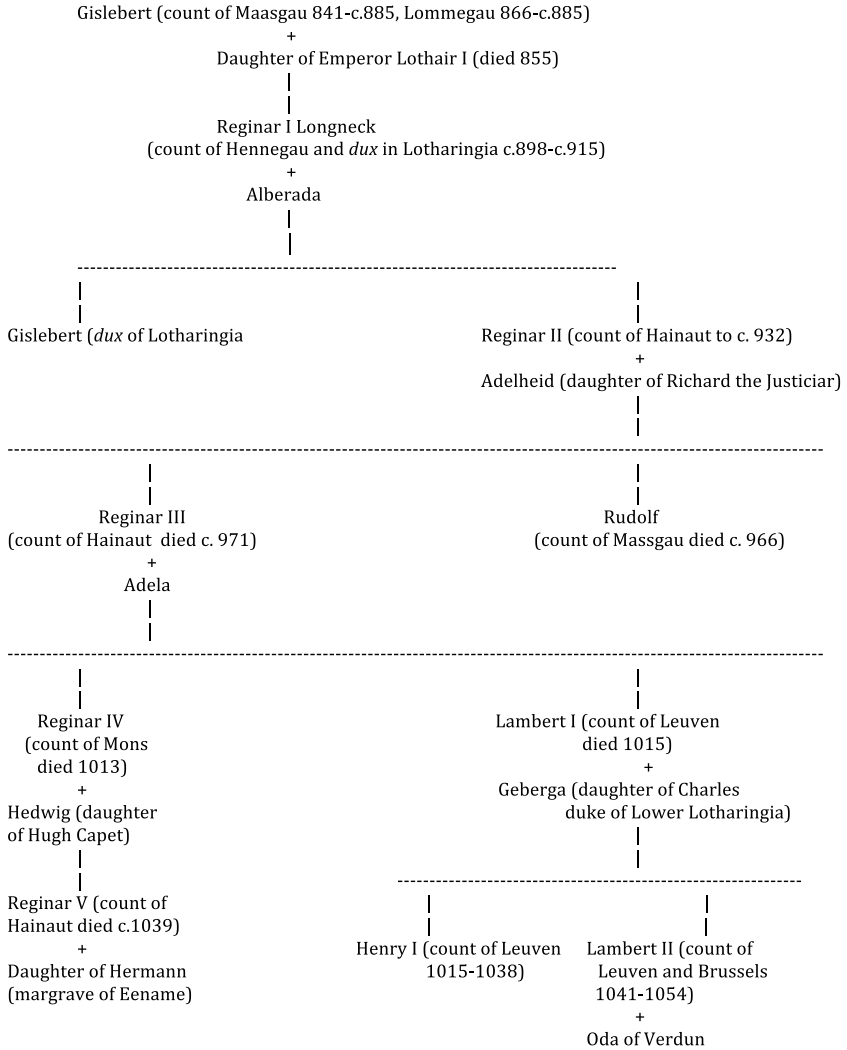 Gislebert (count of Maasgau 841-c.885, Lommegau 866-c.885)
+
Daughter of Emperor Lothair I (died 855)
Reginar I Longneck
(count of Hennegau and dux in Lotharingia c.898-c.915)
+
Alberada
Gislebert (dux of Lotharingia
Reginar II (count of Hainaut to c. 932)
+
Adelheid (daughter of Richard the Justiciar)
Reginar III
(count of Hainaut died c. 971)
+
Adela
Rudolf
(count of Massgau died c. 966)
Reginar IV
(count of Mons
died 1013)
+
Hedwig (daughter
of Hugh Capet)
Lambert I (count of Leuven
died 1015)
+
Geberga (daughter of Charles
duke of Lower Lotharingia)
Reginar V (count of
Hainaut died c.1039)
+
Daughter of Hermann
(margrave of Eename)
Henry I (count of Leuven
1015-1038)
Lambert II (count of
Leuven and Brussels
1041-1054)
+
Oda of Verdun